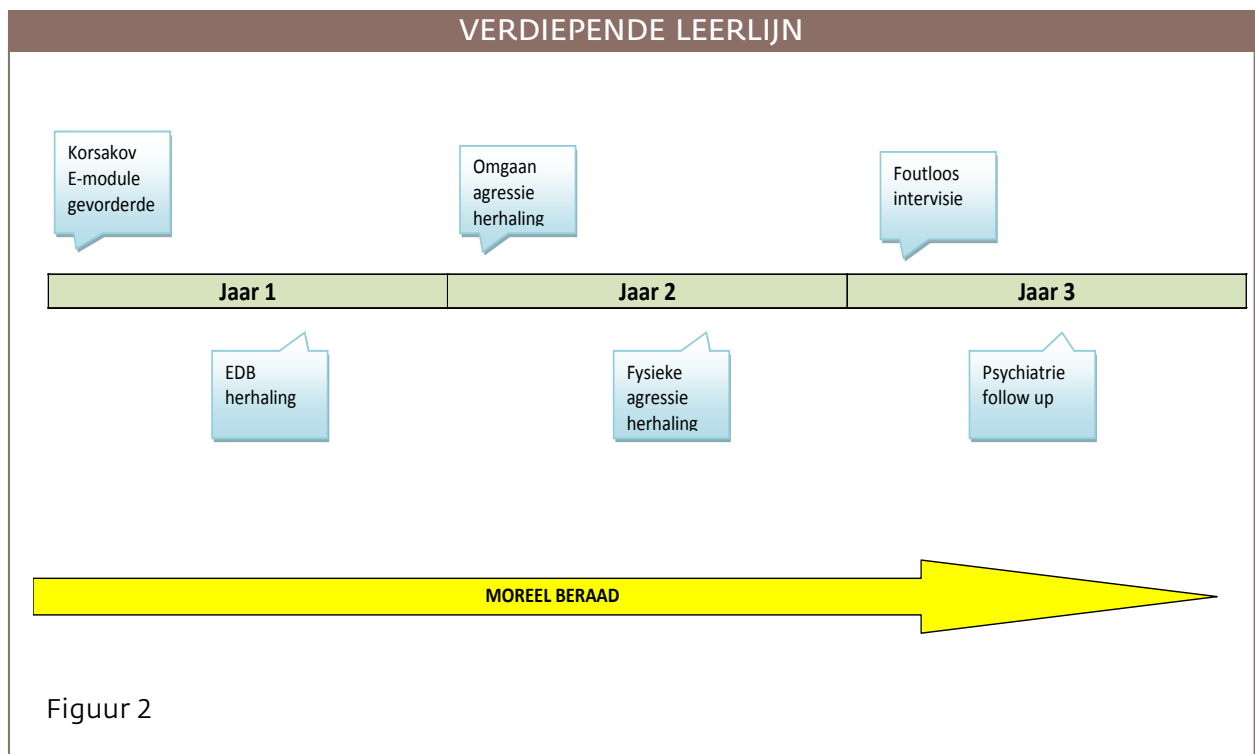 VERDIEPENDE LEERLIJN
Korsakov
E-module
gevorderde
Omgaan
agressie
herhaling
Foutloos
intervisie
Jaar 1
Jaar 2
Jaar 3
EDB
herhaling
Fysieke
agressie
herhaling
Psychiatrie
follow up
MOREEL BERAAD
Figuur 2